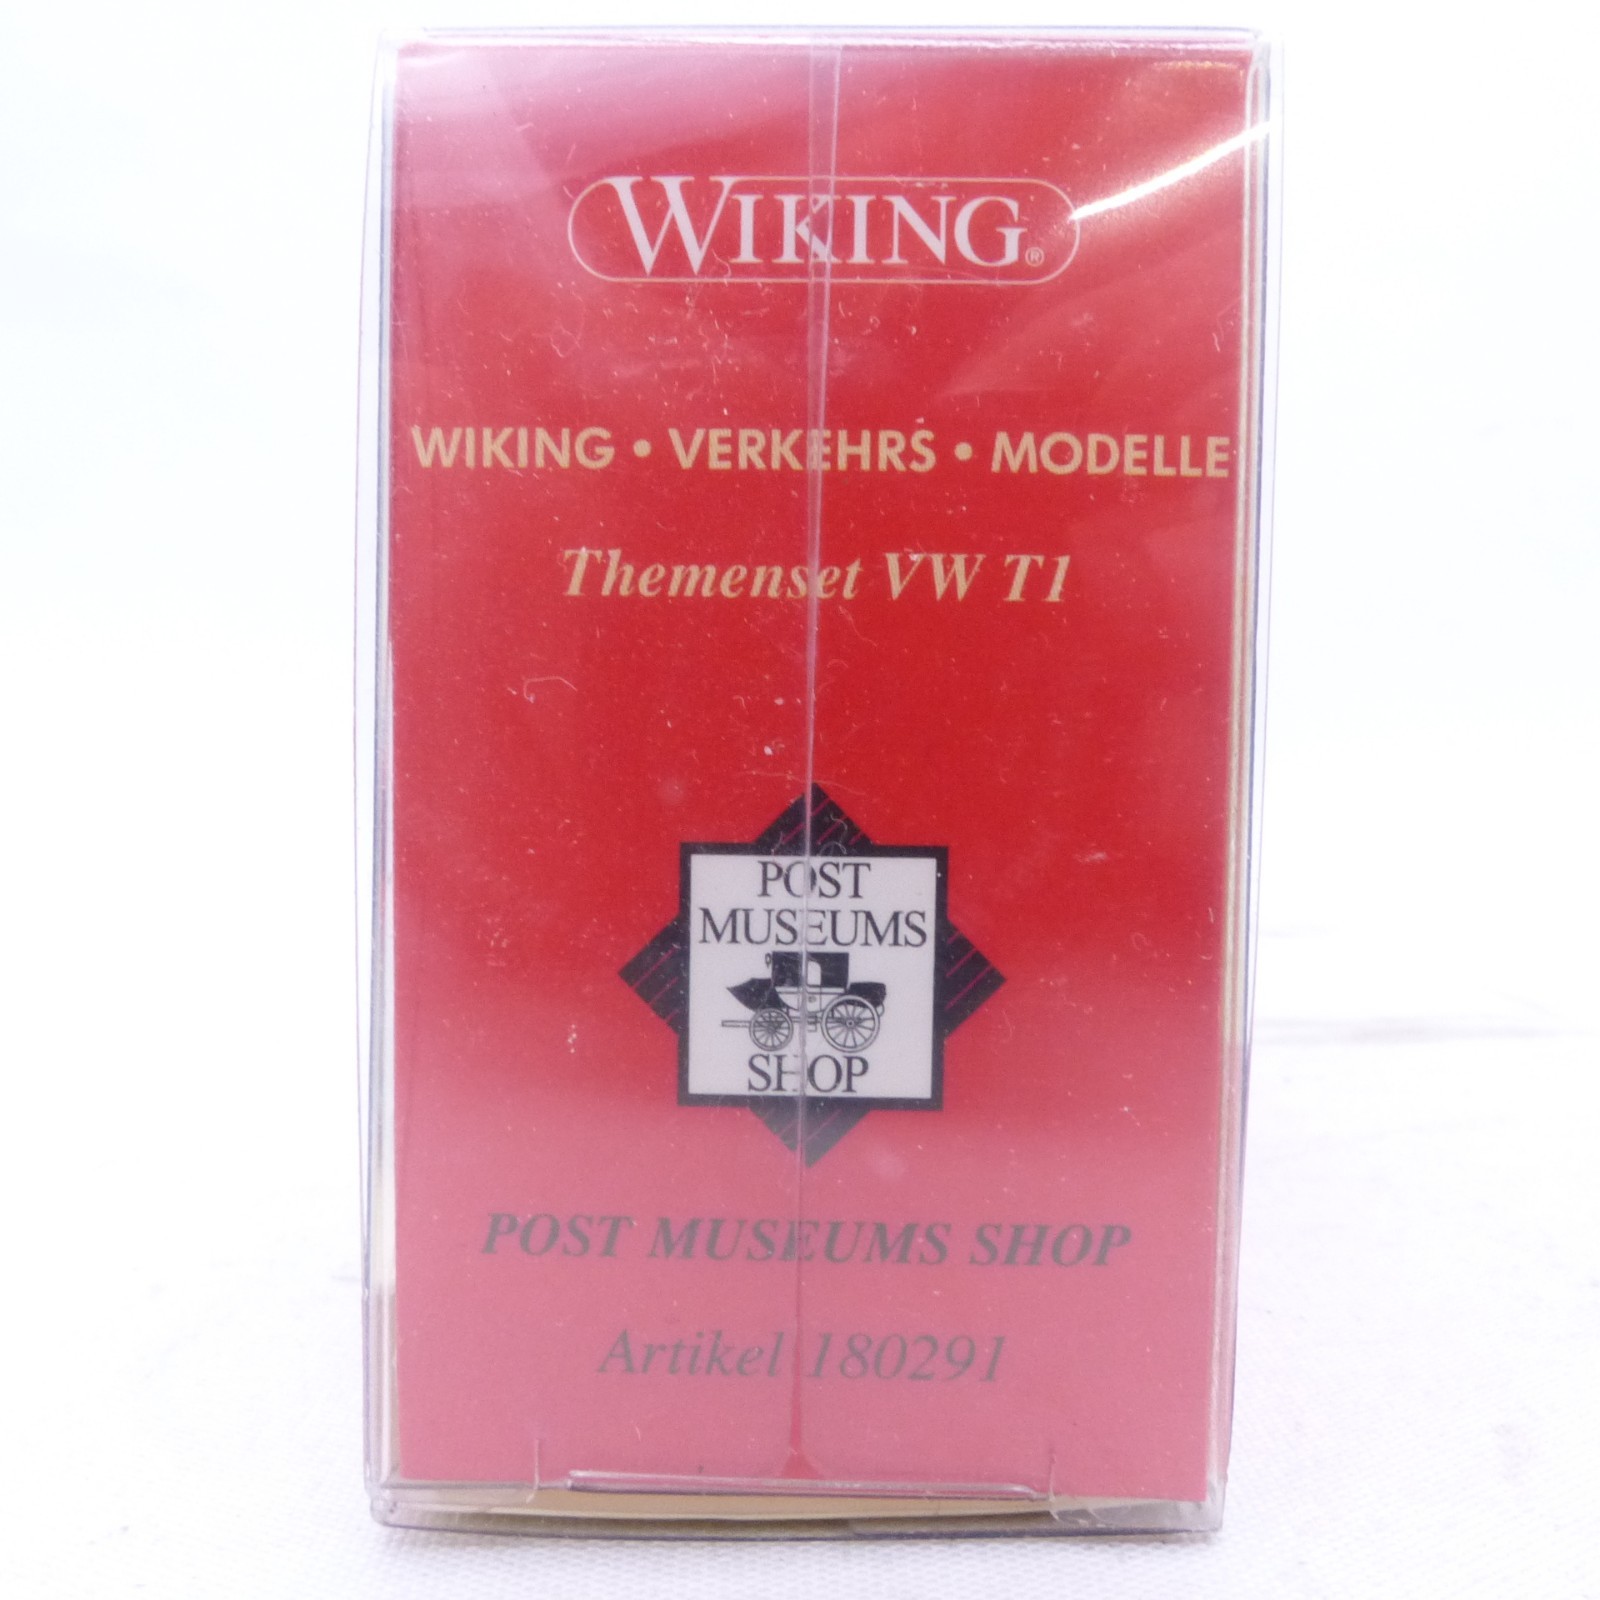 WIKING®
WIKING • VERKEHRS • MODELLE
Themenset VW T1
POST
MUSEUMS
SHOP
POST MUSEUMS SHOP
Artikel 180291